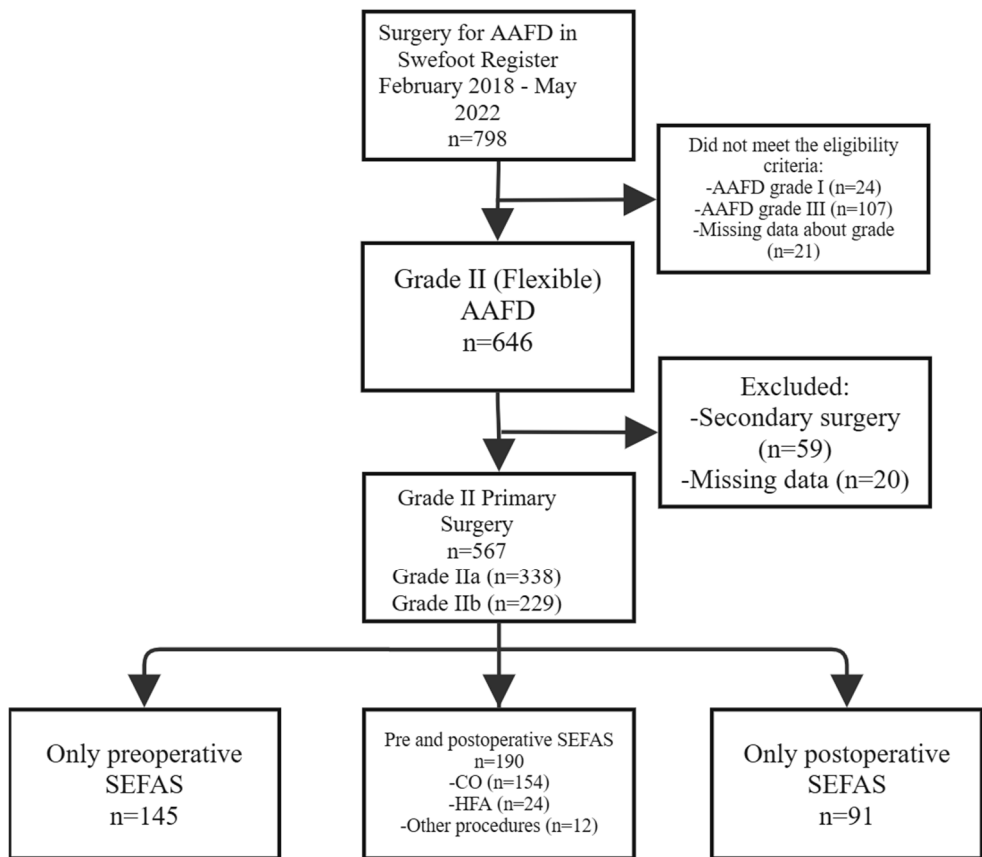 Surgery for AAFD in
Swefoot Register
February 2018 - May
2022
n=798
Did not meet the eligibility
criteria:
-AAFD grade I (n=24)
-AAFD grade III (n=107)
-Missing data about grade
(n=21)
Grade II (Flexible)
AAFD
n=646
Excluded:
-Secondary surgery
(n=59)
-Missing data (n=20)
Grade II Primary
Surgery
n=567
Grade IIa (n=338)
Grade IIb (n=229)
Only preoperative
SEFAS
n=145
Pre and postoperative SEFAS
n=190
-CO (n=154)
-HFA (n=24)
-Other procedures (n=12)
Only postoperative
SEFAS
n=91